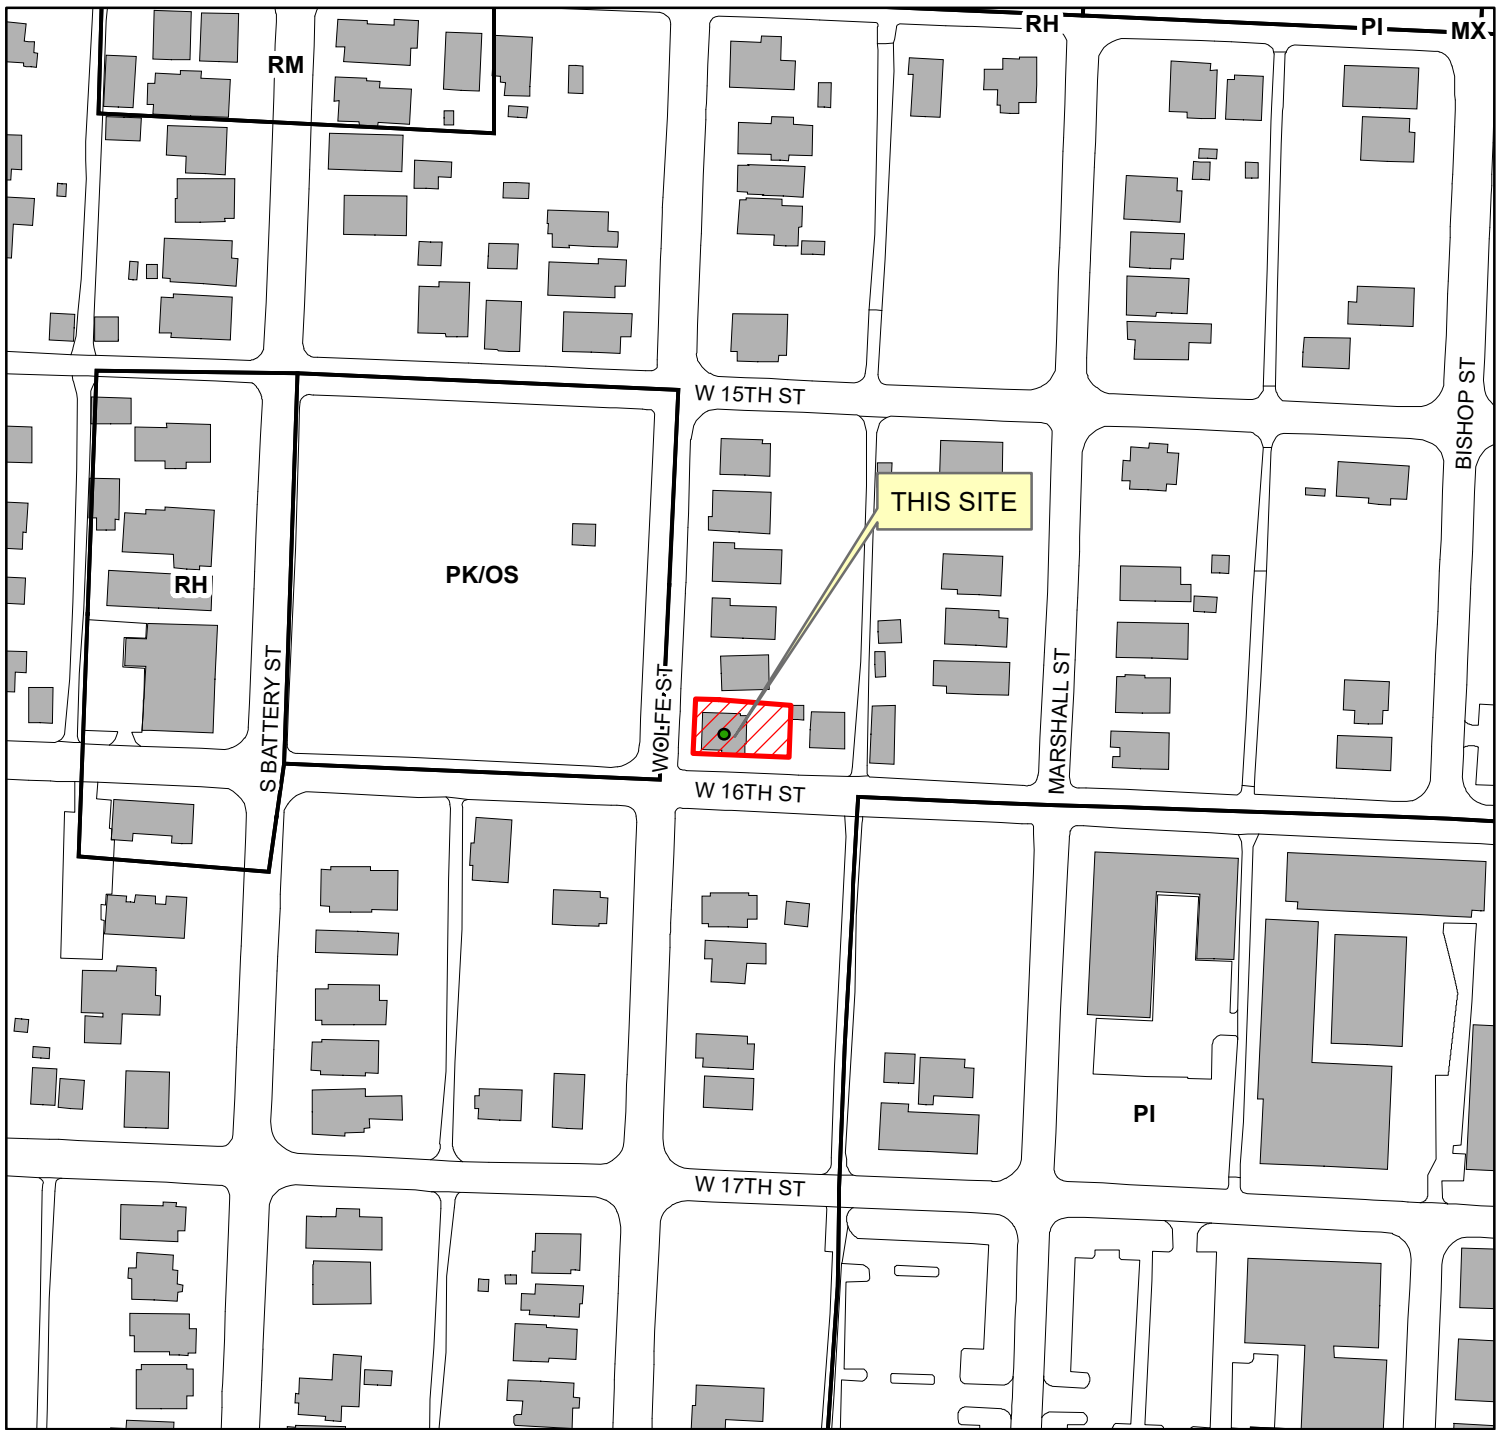 RH
PI
MX
RM
W 15TH ST
BISHOP ST
THIS SITE
PK/OS
RH
S BATTERY ST
WOLFE ST
MARSHALL ST
W 16TH ST
PI
W 17TH ST